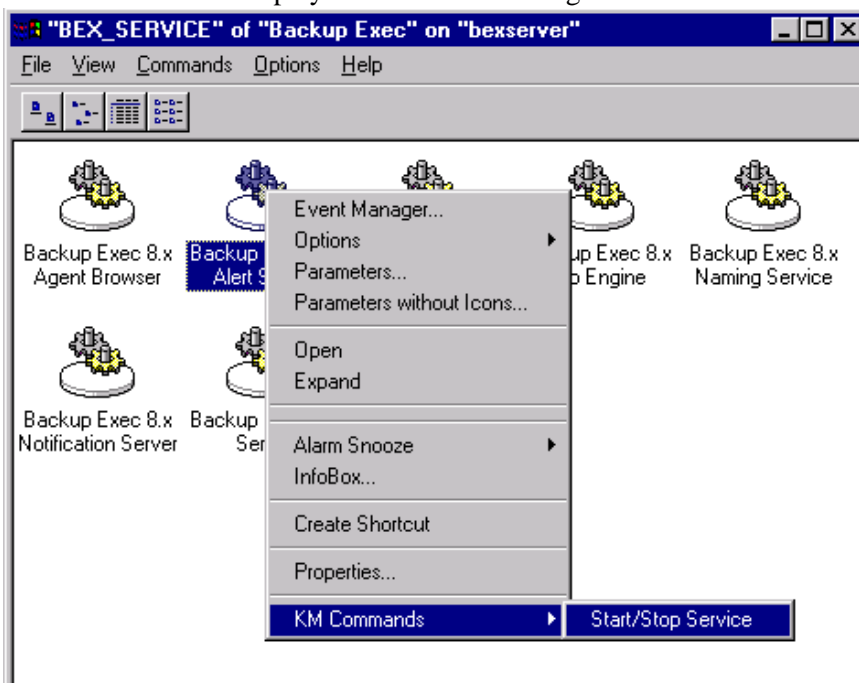 "BEX_SERVICE" of "Backup Exec" on "bexserver"
File View Commands Options Help
Backup Exec 8.x
Agent Browser
Backup
Alert S
up Exec 8.x
Engine
Backup Exec 8.x
Naming Service
Backup Exec 8.x
Notification Server
Backup
Ser
Event Manager...
Options
Parameters...
Parameters without Icons...
Open
Expand
Alarm Snooze
InfoBox...
Create Shortcut
Properties...
KM Commands
Start/Stop Service